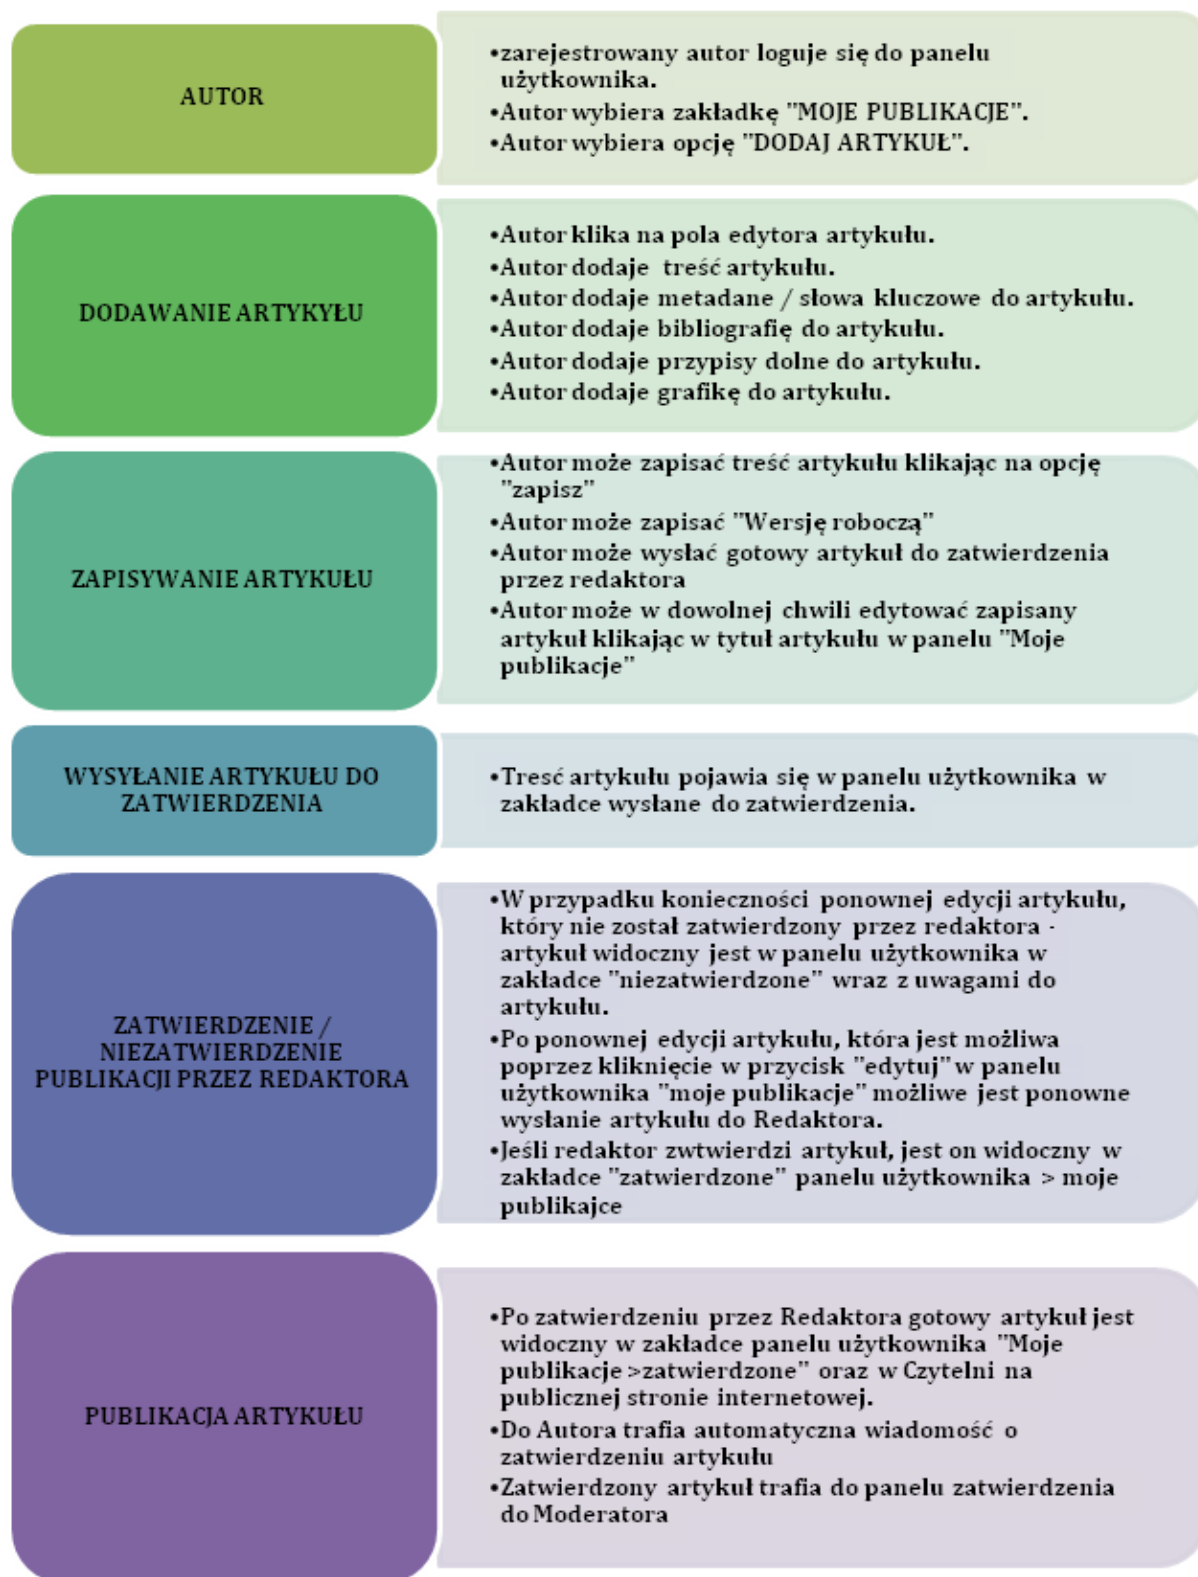 AUTOR
•zarejestrowany autor loguje się do panelu
użytkownika.
•Autor wybiera zakładkę "MOJE PUBLIKACJE".
•Autor wybiera opcję "DODAJ ARTYKUŁ".
DODAWANIE ARTYKYŁU
•Autor klika na pola edytora artykułu.
•Autor dodaje treść artykułu.
•Autor dodaje metadane / słowa kluczowe do artykułu.
•Autor dodaje bibliografię do artykułu.
•Autor dodaje przypisy dolne do artykułu.
•Autor dodaje grafikę do artykułu.
ZAPISYWANIE ARTYKUŁU
•Autor może zapisać treść artykułu klikając na opcję
"zapisz"
•Autor może zapisać "Wersję roboczą"
•Autor może wysłać gotowy artykuł do zatwierdzenia
przez redaktora
•Autor może w dowolnej chwili edytować zapisany
artykuł klikając w tytuł artykułu w panelu "Moje
publikacje"
WYSYŁANIE ARTYKUŁU DO
ZATWIERDZENIA
•Tresć artykułu pojawia się w panelu użytkownika w
zakładce wysłane do zatwierdzenia.
ZATWIERDZENIE /
NIEZATWIERDZENIE
PUBLIKACJI PRZEZ REDAKTORA
•W przypadku konieczności ponownej edycji artykułu,
który nie został zatwierdzony przez redaktora -
artykuł widoczny jest w panelu użytkownika w
zakładce "niezatwierdzone" wraz z uwagami do
artykułu.
•Po ponownej edycji artykułu, która jest możliwa
poprzez kliknięcie w przycisk "edytuj" w panelu
użytkownika "moje publikacje" możliwe jest ponowne
wysłanie artykułu do Redaktora.
•Jeśli redaktor zwtwierdzi artykuł, jest on widoczny w
zakładce "zatwierdzone" panelu użytkownika > moje
publikajce
PUBLIKACJA ARTYKUŁU
•Po zatwierdzeniu przez Redaktora gotowy artykuł jest
widoczny w zakładce panelu użytkownika "Moje
publikacje >zatwierdzone" oraz w Czytelni na
publicznej stronie internetowej.
•Do Autora trafia automatyczna wiadomość o
zatwierdzeniu artykułu
•Zatwierdzony artykuł trafia do panelu zatwierdzenia
do Moderatora